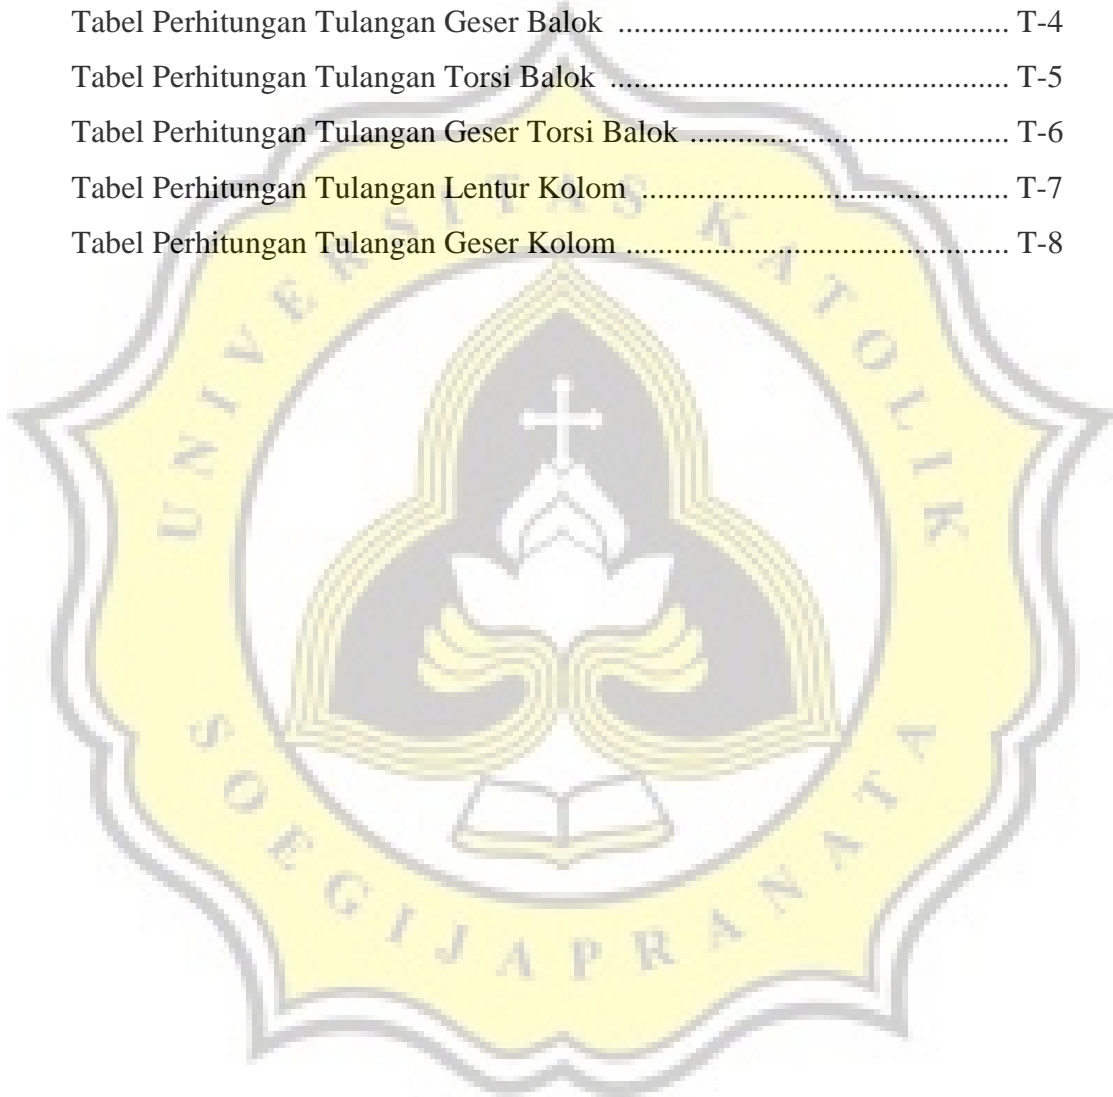 Tabel Perhitungan Tulangan Geser Balok ............................................... T-4
Tabel Perhitungan Tulangan Torsi Balok ................................................ T-5
Tabel Perhitungan Tulangan Geser Torsi Balok ...................................... T-6
Tabel Perhitungan Tulangan Lentur Kolom ............................................ T-7
Tabel Perhitungan Tulangan Geser Kolom .............................................. T-8
UNIVERSITAS KATOLIK
SOEGIJAPRANATA